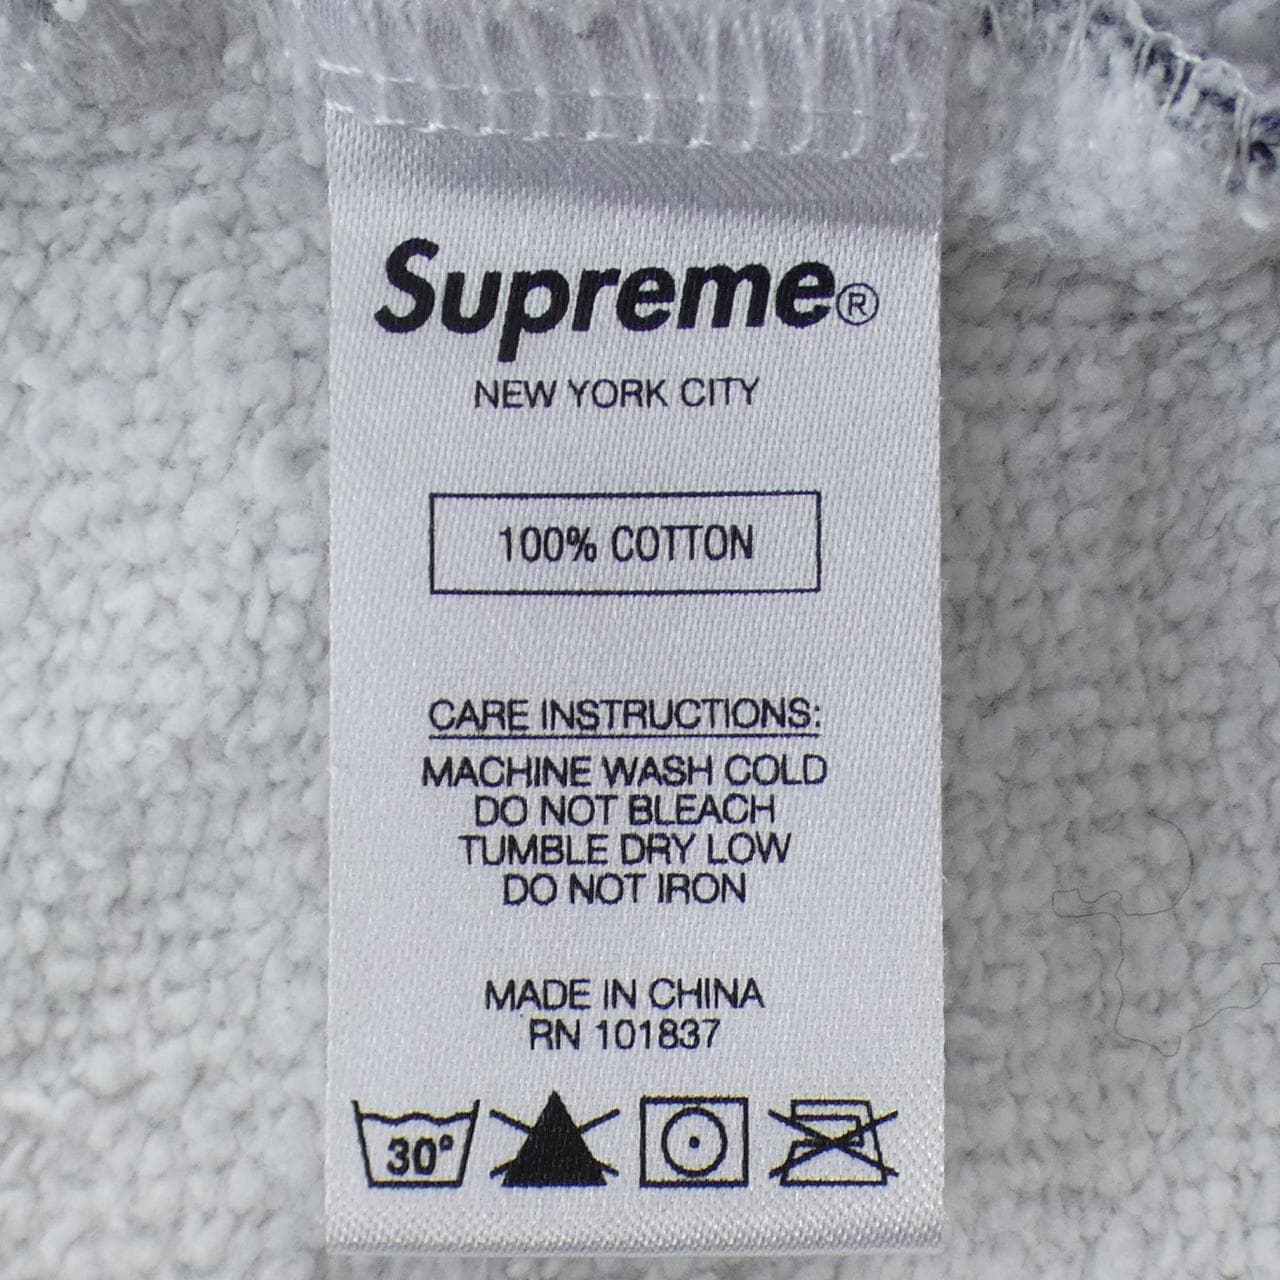 Supreme®
NEW YORK CITY
100% COTTON
CARE INSTRUCTIONS:
MACHINE WASH COLD
DO NOT BLEACH
TUMBLE DRY LOW
DO NOT IRON
MADE IN CHINA
RN 101837
30°